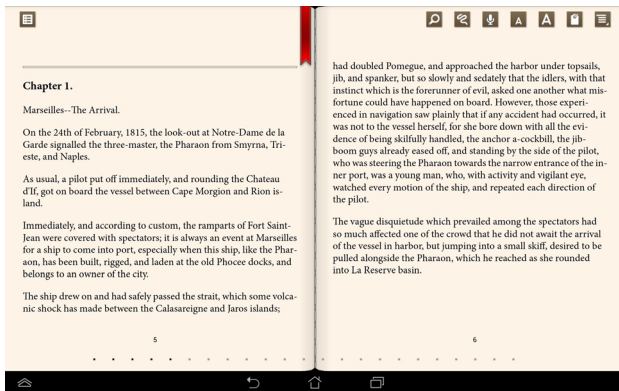 Chapter 1.
Marseilles--The Arrival.
On the 24th of February, 1815, the look-out at Notre-Dame de la
Garde signalled the three-master, the Pharaon from Smyrna, Tri-
este, and Naples.
As usual, a pilot put off immediately, and rounding the Chateau
d'If, got on board the vessel between Cape Morgion and Rion is-
land.
Immediately, and according to custom, the ramparts of Fort Saint-
Jean were covered with spectators; it is always an event at Marseilles
for a ship to come into port, especially when this ship, like the Phar-
aon, has been built, rigged, and laden at the old Phocee docks, and
belongs to an owner of the city.
The ship drew on and had safely passed the strait, which some volca-
nic shock has made between the Calasareigne and Jaros islands;
5
A A
had doubled Pomegue, and approached the harbor under topsails,
jib, and spanker, but so slowly and sedately that the idlers, with that
instinct which is the forerunner of evil, asked one another what mis-
fortune could have happened on board. However, those experi-
enced in navigation saw plainly that if any accident had occurred, it
was not to the vessel herself, for she bore down with all the evi-
dence of being skilfully handled, the anchor a-cockbill, the jib-
boom guys already eased off, and standing by the side of the pilot,
who was steering the Pharaon towards the narrow entrance of the in-
ner port, was a young man, who, with activity and vigilant eye,
watched every motion of the ship, and repeated each direction of
the pilot.
The vague disquietude which prevailed among the spectators had
so much affected one of the crowd that he did not await the arrival
of the vessel in harbor, but jumping into a small skiff, desired to be
pulled alongside the Pharaon, which he reached as she rounded
into La Reserve basin.
6